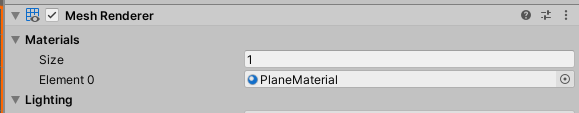 Mesh Renderer
Materials
Size 1
Element 0 PlaneMaterial
Lighting